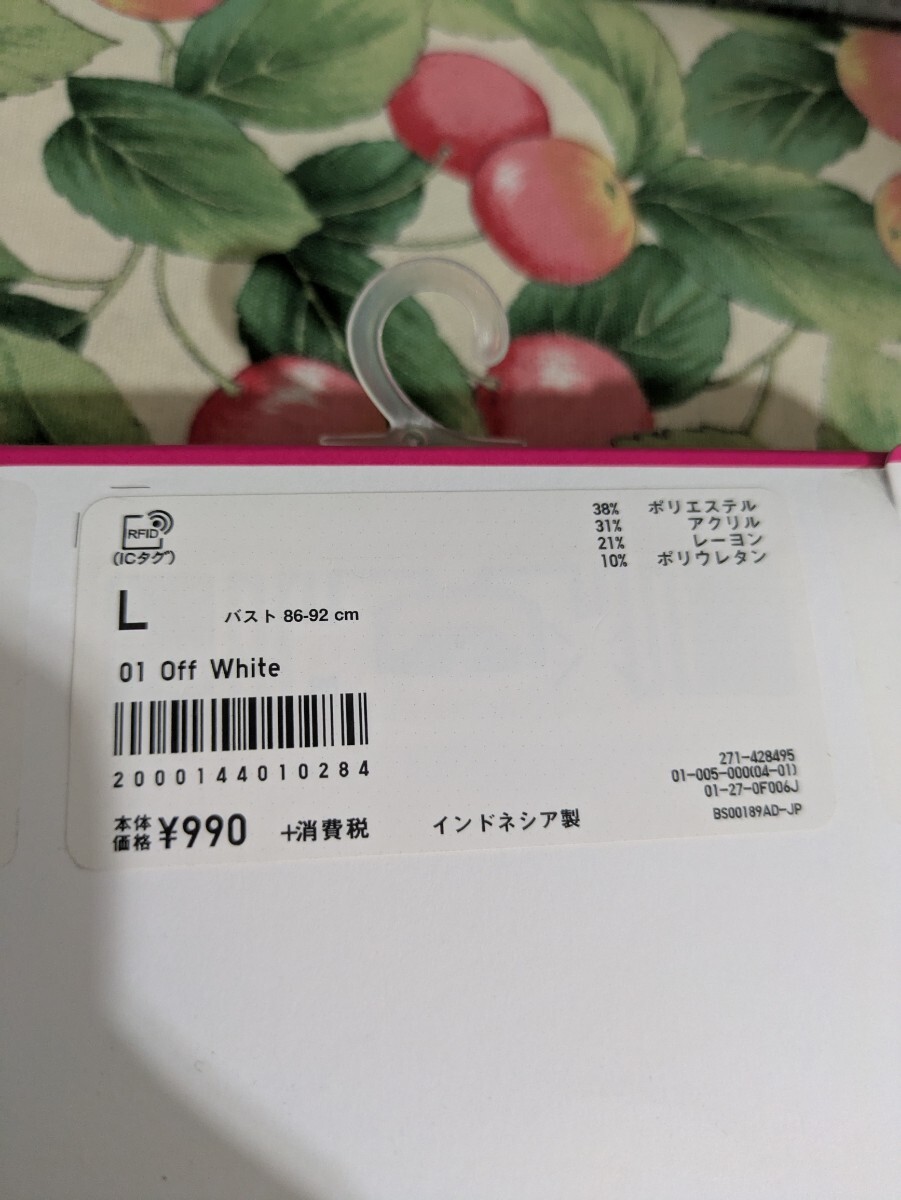 RFID
(ICタグ)
38% ポリエステル
31% アクリル
21% レーヨン
10% ポリウレタン
L バスト 86-92 cm
01 Off White
2000144010284
本体価格 ¥990 +消費税 インドネシア製
271-428495
01-005-000(04-01)
01-27-0F006J
BS00189AD-JP